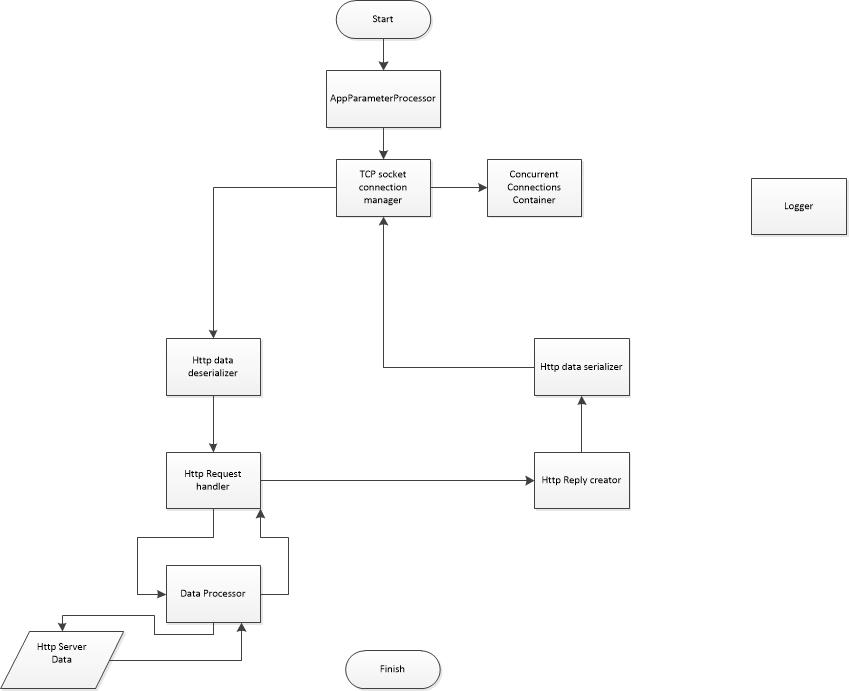 Start
AppParameterProcessor
TCP socket
connection
manager
Concurrent
Connections
Container
Logger
Http data
deserializer
Http data serializer
Http Request
handler
Http Reply creator
Data Processor
Http Server
Data
Finish